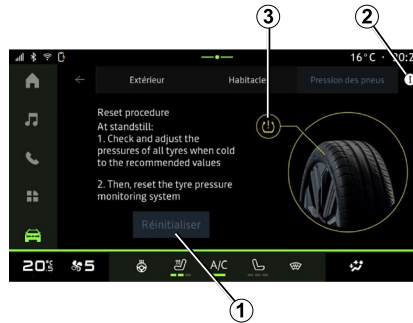 3
2
16°C · 20:2
Extérieur
Habitacle
Pression des pneus
Reset procedure
At standstill:
1. Check and adjust the
pressures of all tyres when cold
to the recommended values
2. Then, reset the tyre pressure
monitoring system
Réinitialiser
20.5
5
A/C
1